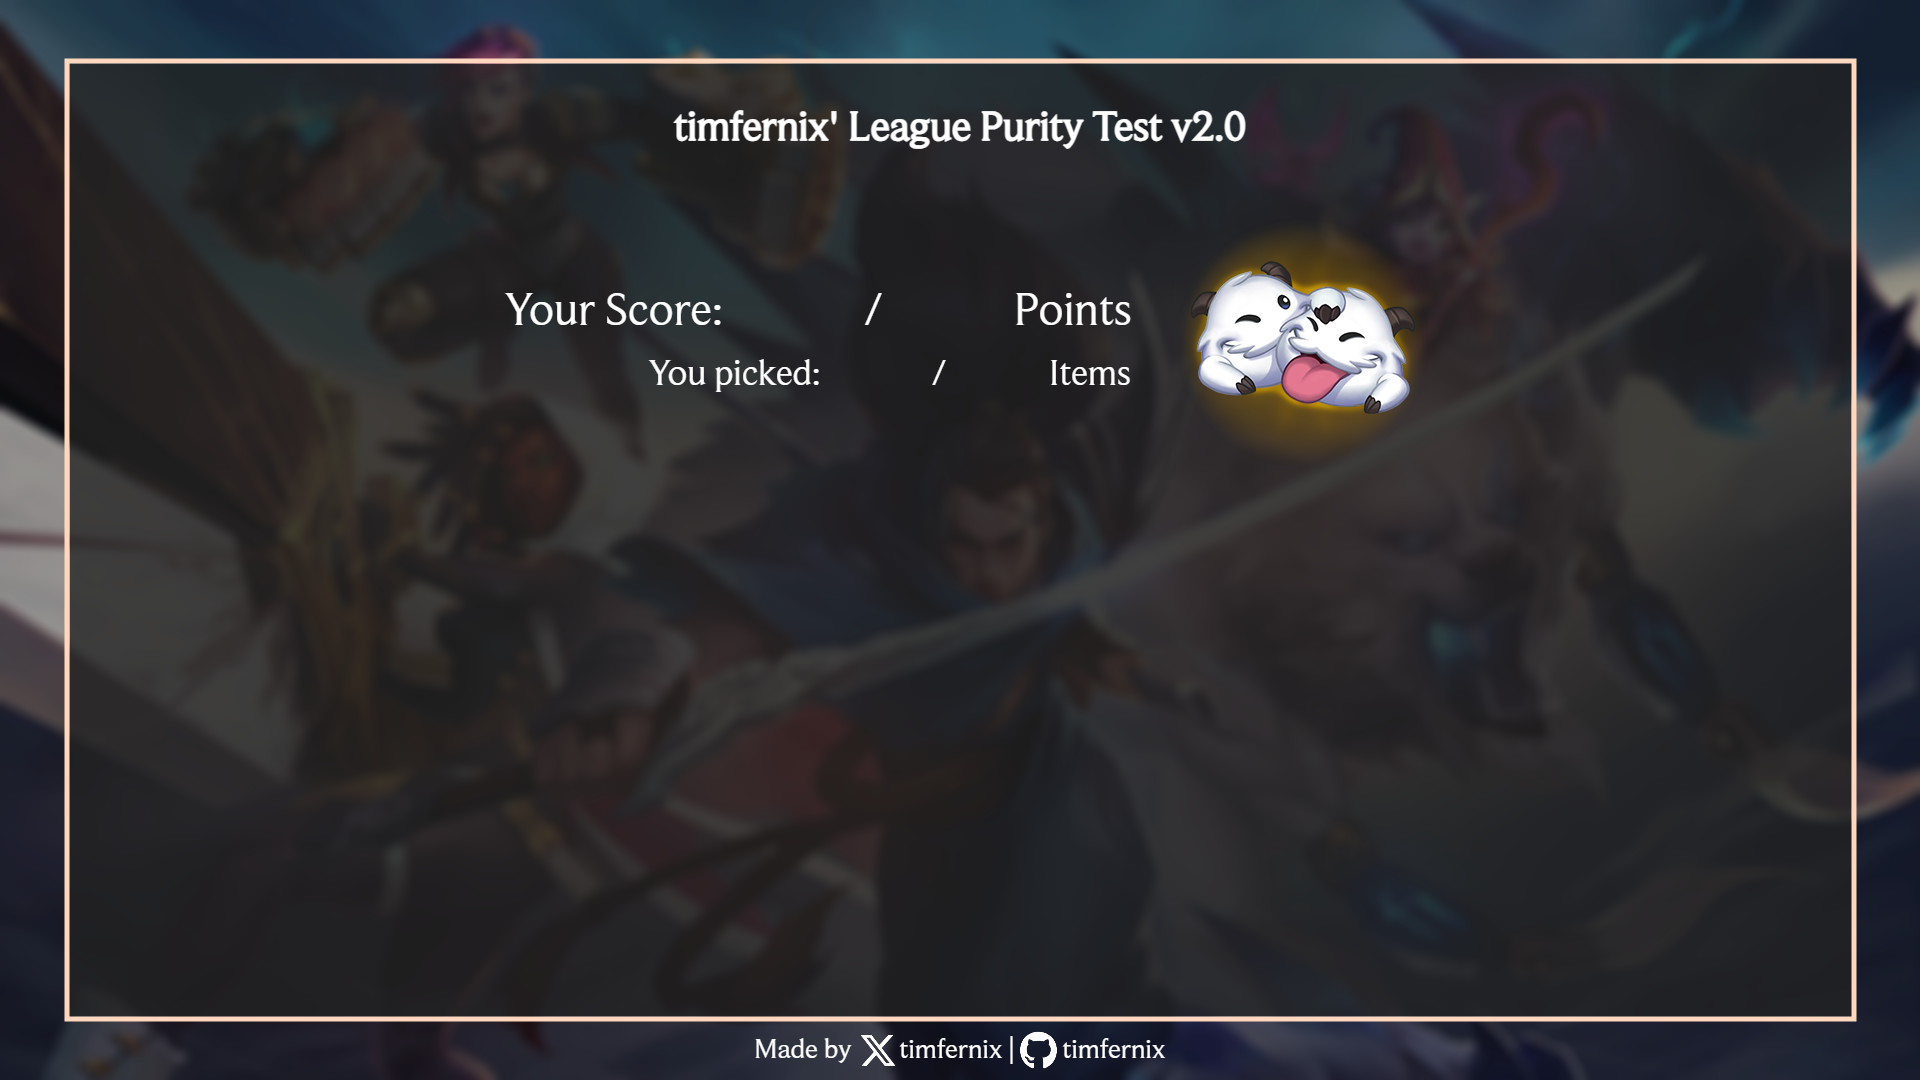 timfernix' League Purity Test v2.0
Your Score: / Points
You picked: / Items
Made by timfernix | timfernix